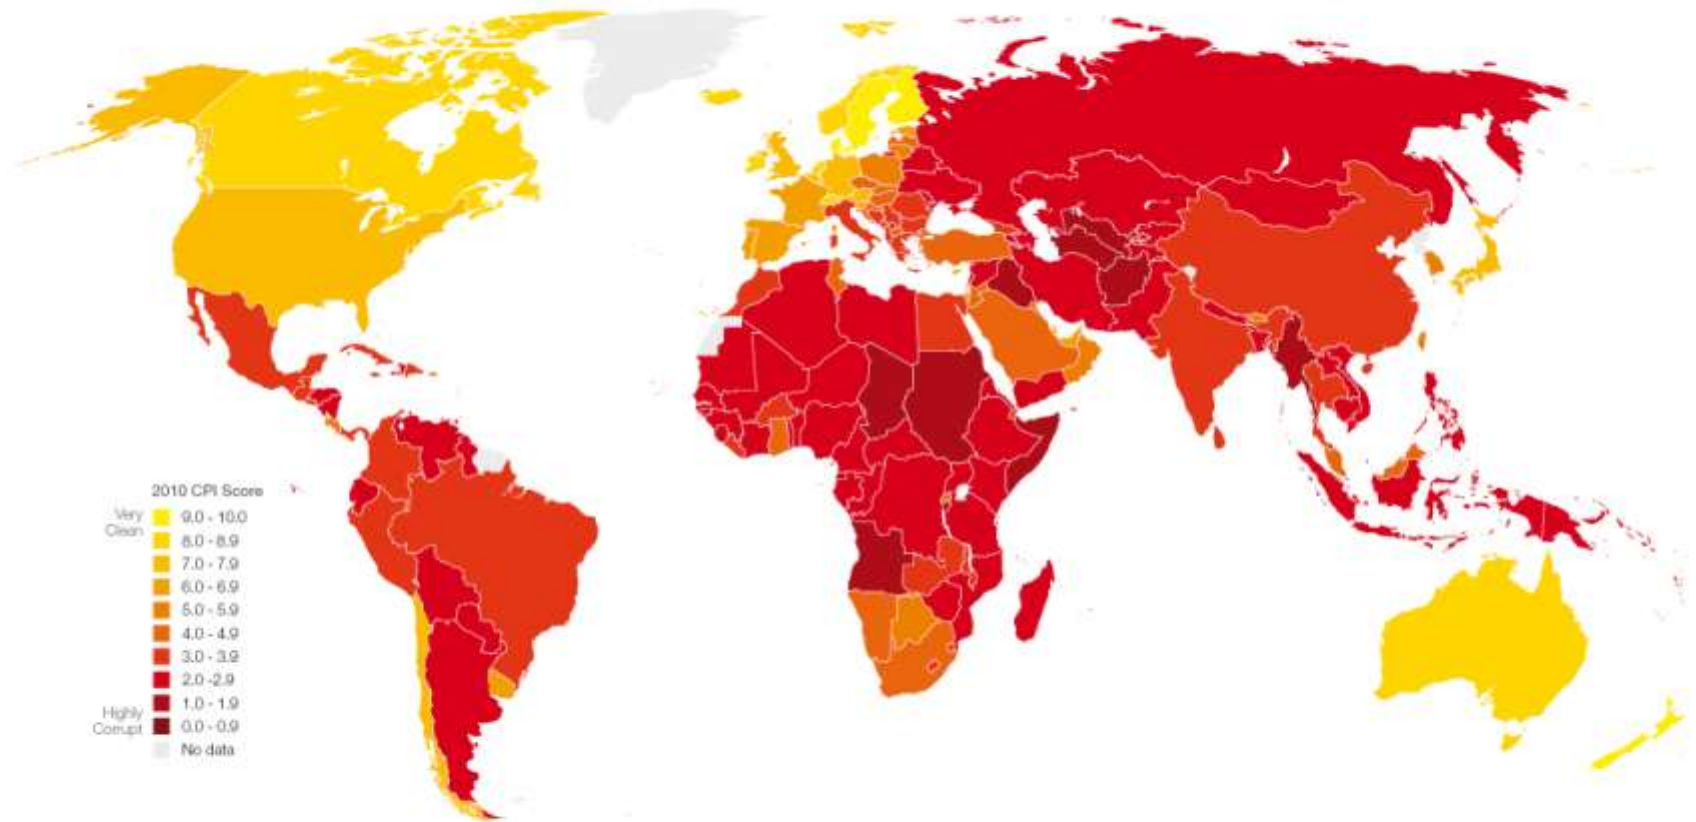 2010 CPI Score
Very
Clean
9.0 - 10.0
8.0 - 8.9
7.0 - 7.9
6.0 - 6.9
5.0 - 5.9
4.0 - 4.9
3.0 - 3.9
2.0 -2.9
1.0 - 1.9
Highly
Corrupt
0.0 - 0.9
No data